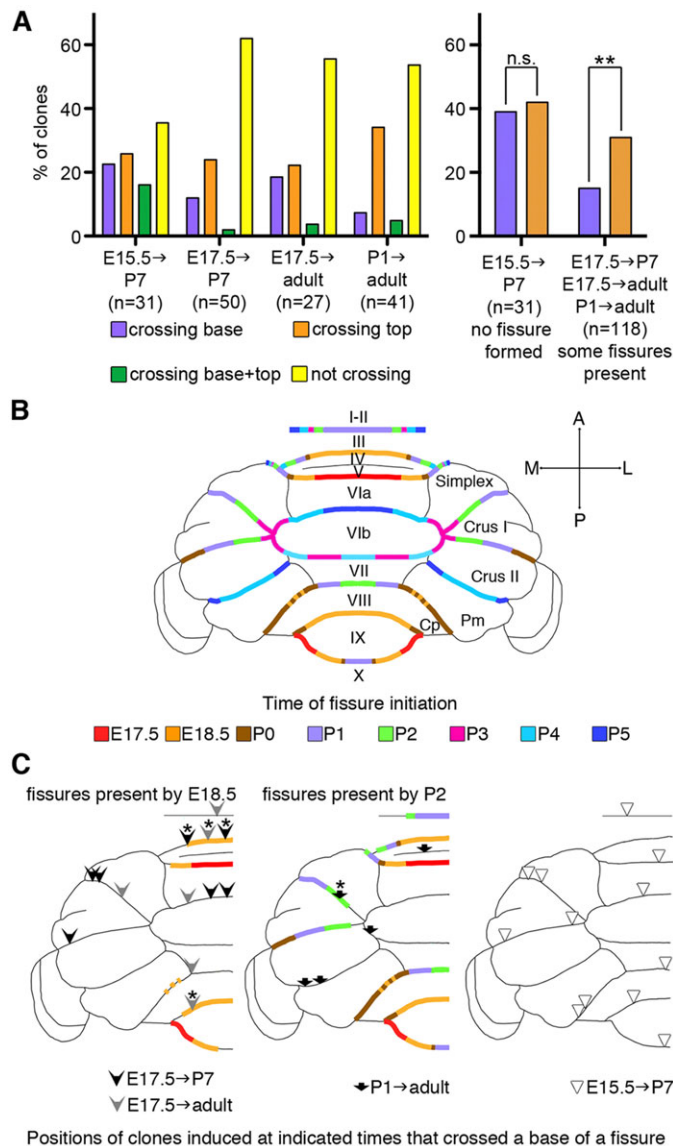 A
% of clones
60
40
20
0
E15.5→ P7 (n=31)
E17.5→ P7 (n=50)
E17.5→ adult (n=27)
P1→ adult (n=41)
crossing base
crossing top
crossing base+top
not crossing
60
40
20
0
n.s.
**
E15.5→ P7 (n=31) no fissure formed
E17.5→P7 E17.5→adult P1→adult (n=118) some fissures present
B
I-II
III
IV
V
VIa
VIb
VII
VIII
IX
X
Simplex
Crus I
Crus II
Pm
Cp
A
M
L
P
Time of fissure initiation
E17.5
E18.5
P0
P1
P2
P3
P4
P5
C
fissures present by E18.5
* * *
*
fissures present by P2
*
E17.5→P7
E17.5→adult
P1→adult
E15.5→P7
Positions of clones induced at indicated times that crossed a base of a fissure